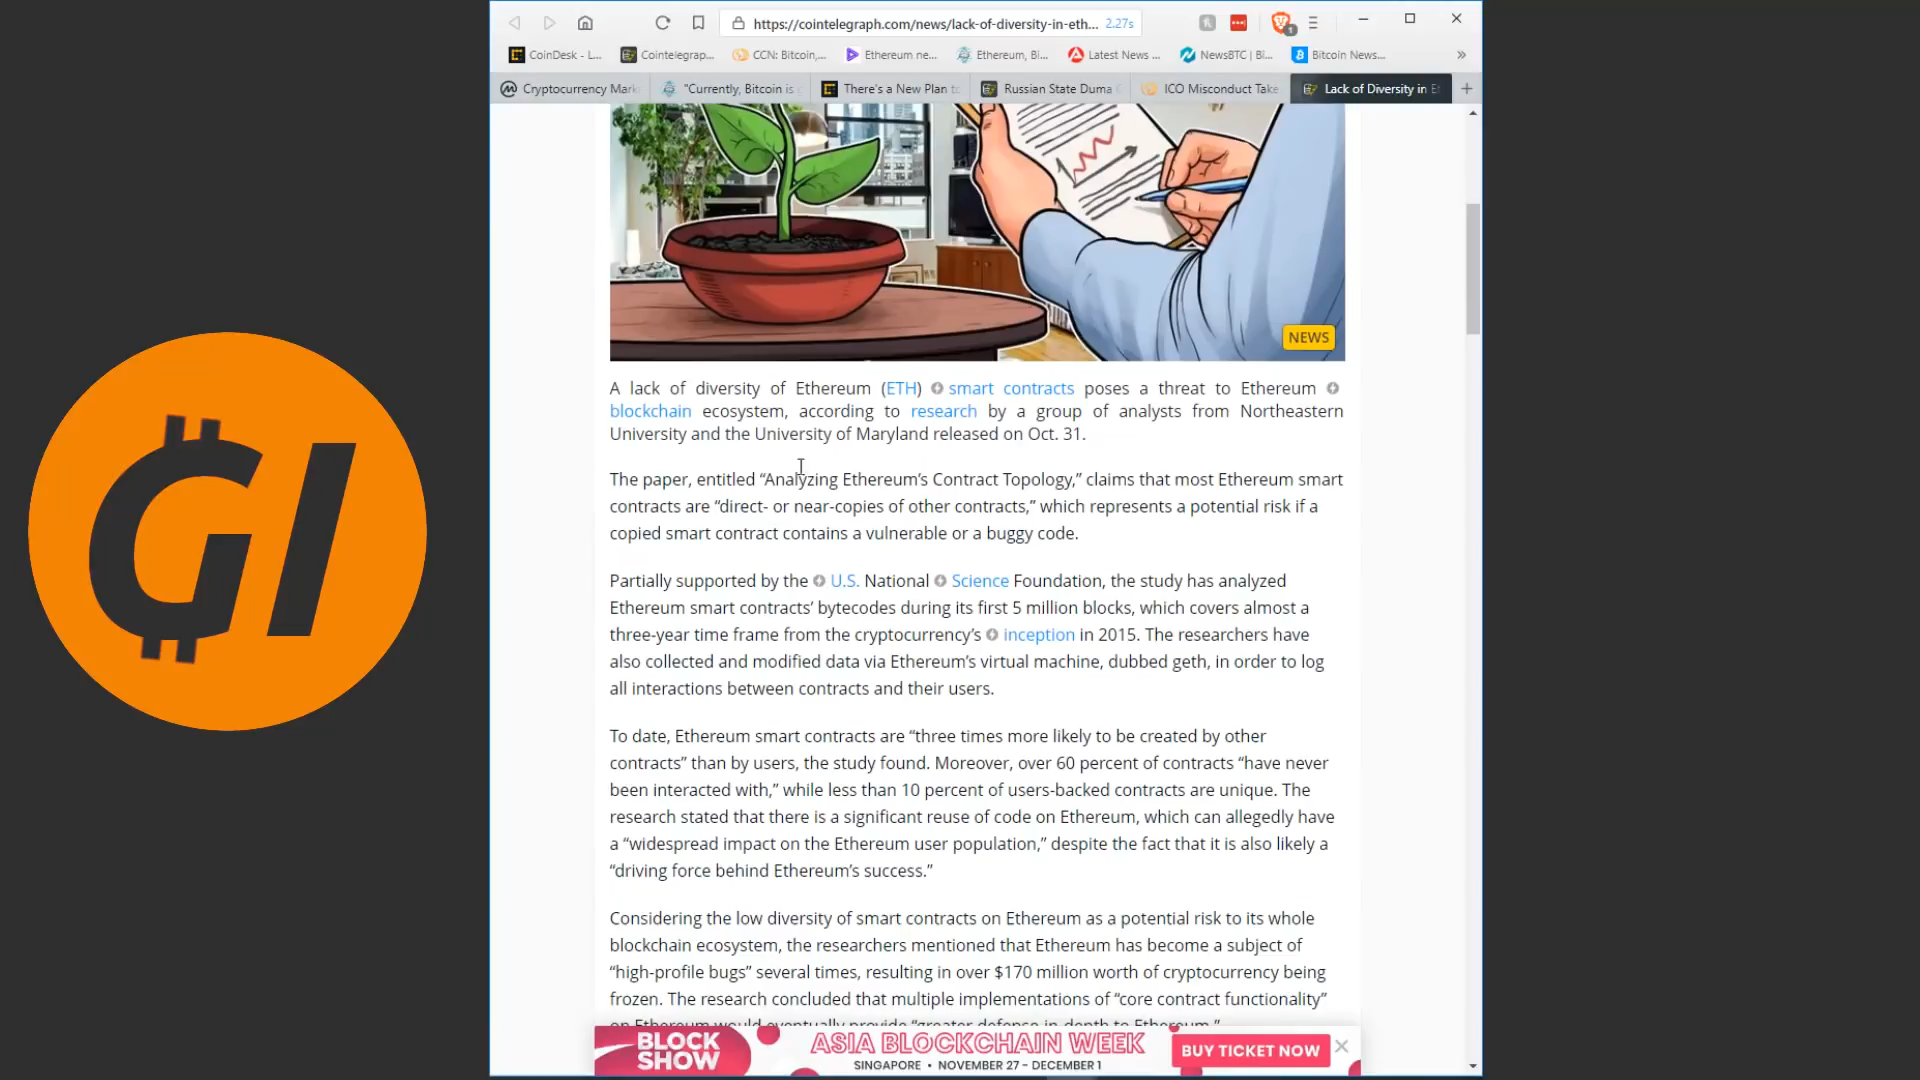 https://cointelegraph.com/news/lack-of-diversity-in-eth... 2.27s
1
CoinDesk - L... Cointelegrap... CCN: Bitcoin,... Ethereum ne... Ethereum, Bi... Latest News ... NewsBTC | Bi... Bitcoin News... »
Cryptocurrency Mark "Currently, Bitcoin is There's a New Plan to Russian State Duma ICO Misconduct Take Lack of Diversity in E
NEWS
A lack of diversity of Ethereum (ETH) smart contracts poses a threat to Ethereum
blockchain ecosystem, according to research by a group of analysts from Northeastern
University and the University of Maryland released on Oct. 31.
The paper, entitled “Analyzing Ethereum’s Contract Topology,” claims that most Ethereum smart
contracts are “direct- or near-copies of other contracts,” which represents a potential risk if a
copied smart contract contains a vulnerable or a buggy code.
Partially supported by the U.S. National Science Foundation, the study has analyzed
Ethereum smart contracts’ bytecodes during its first 5 million blocks, which covers almost a
three-year time frame from the cryptocurrency’s inception in 2015. The researchers have
also collected and modified data via Ethereum’s virtual machine, dubbed geth, in order to log
all interactions between contracts and their users.
To date, Ethereum smart contracts are “three times more likely to be created by other
contracts” than by users, the study found. Moreover, over 60 percent of contracts “have never
been interacted with,” while less than 10 percent of users-backed contracts are unique. The
research stated that there is a significant reuse of code on Ethereum, which can allegedly have
a “widespread impact on the Ethereum user population,” despite the fact that it is also likely a
“driving force behind Ethereum’s success.”
Considering the low diversity of smart contracts on Ethereum as a potential risk to its whole
blockchain ecosystem, the researchers mentioned that Ethereum has become a subject of
“high-profile bugs” several times, resulting in over $170 million worth of cryptocurrency being
frozen. The research concluded that multiple implementations of “core contract functionality”
on Ethereum would eventually provide “greater defense-in-depth to Ethereum.”
BLOCK
SHOW
ASIA BLOCKCHAIN WEEK
SINGAPORE • NOVEMBER 27 - DECEMBER 1
BUY TICKET NOW
GI